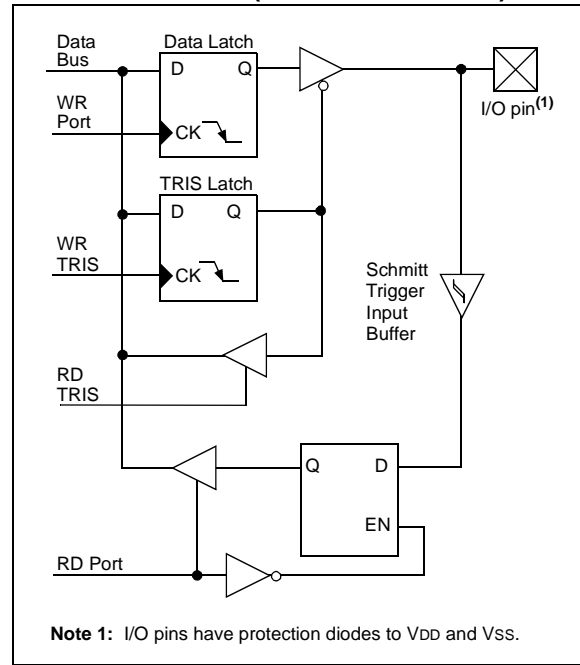 Data
Bus
Data Latch
D
Q
WR
Port
CK
I/O pin(1)
TRIS Latch
D
Q
WR
TRIS
CK
Schmitt
Trigger
Input
Buffer
RD
TRIS
Q
D
EN
RD Port
Note 1: I/O pins have protection diodes to VDD and VSS.